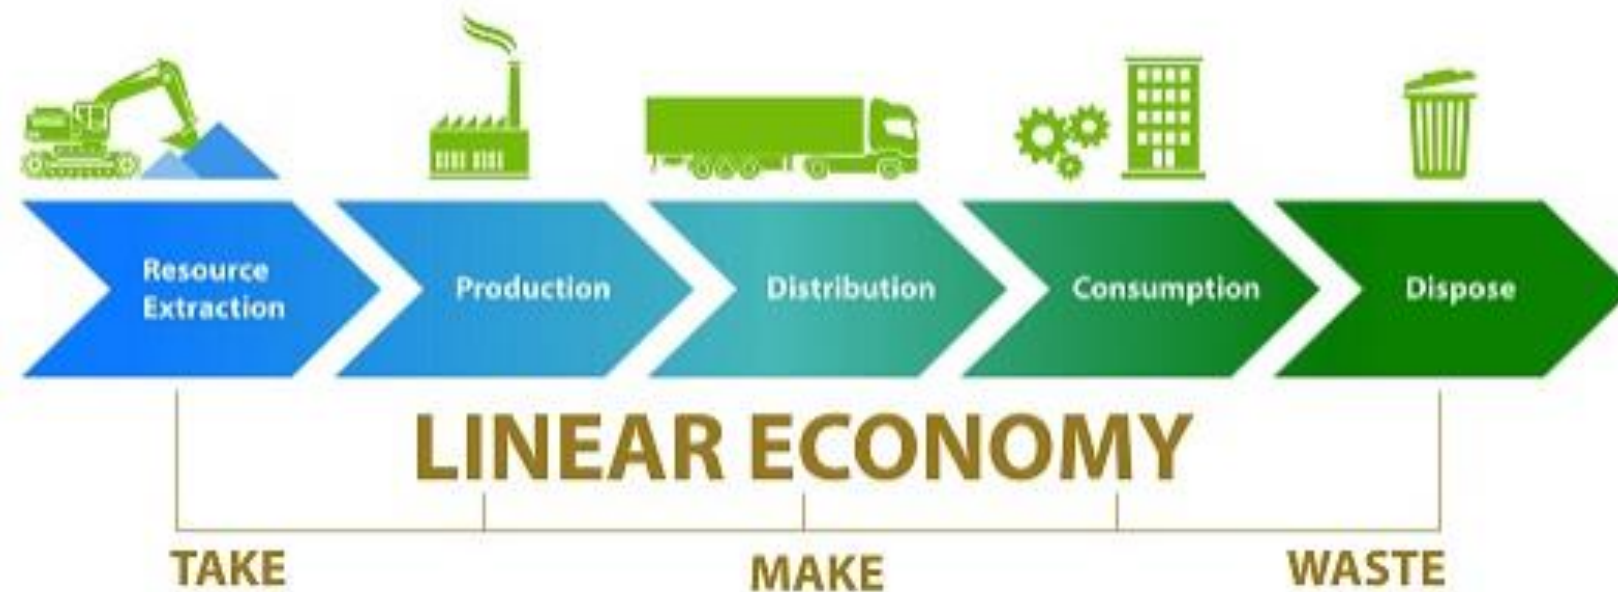 Resource
Extraction
Production
Distribution
Consumption
Dispose
LINEAR ECONOMY
TAKE
MAKE
WASTE